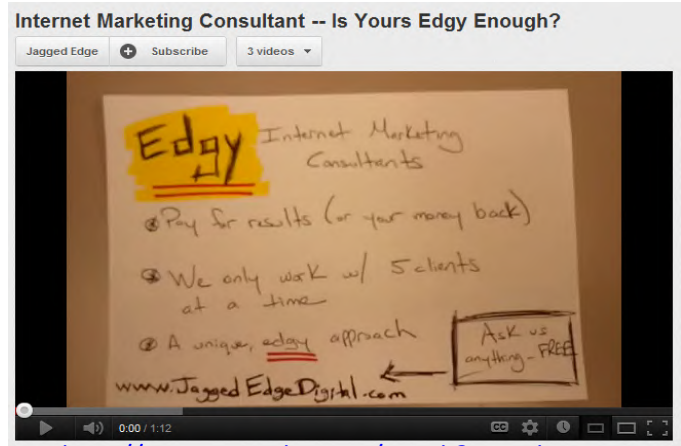 Internet Marketing Consultant -- Is Yours Edgy Enough?
Jagged Edge Subscribe 3 videos
Edgy Internet Marketing
Consultants
Pay for results (or your money back)
We only work w/ 5 clients
at a time
A unique, edgy approach
Ask us
anything - FREE
www.JaggedEdgeDigital.com
0:00 / 1:12 CC